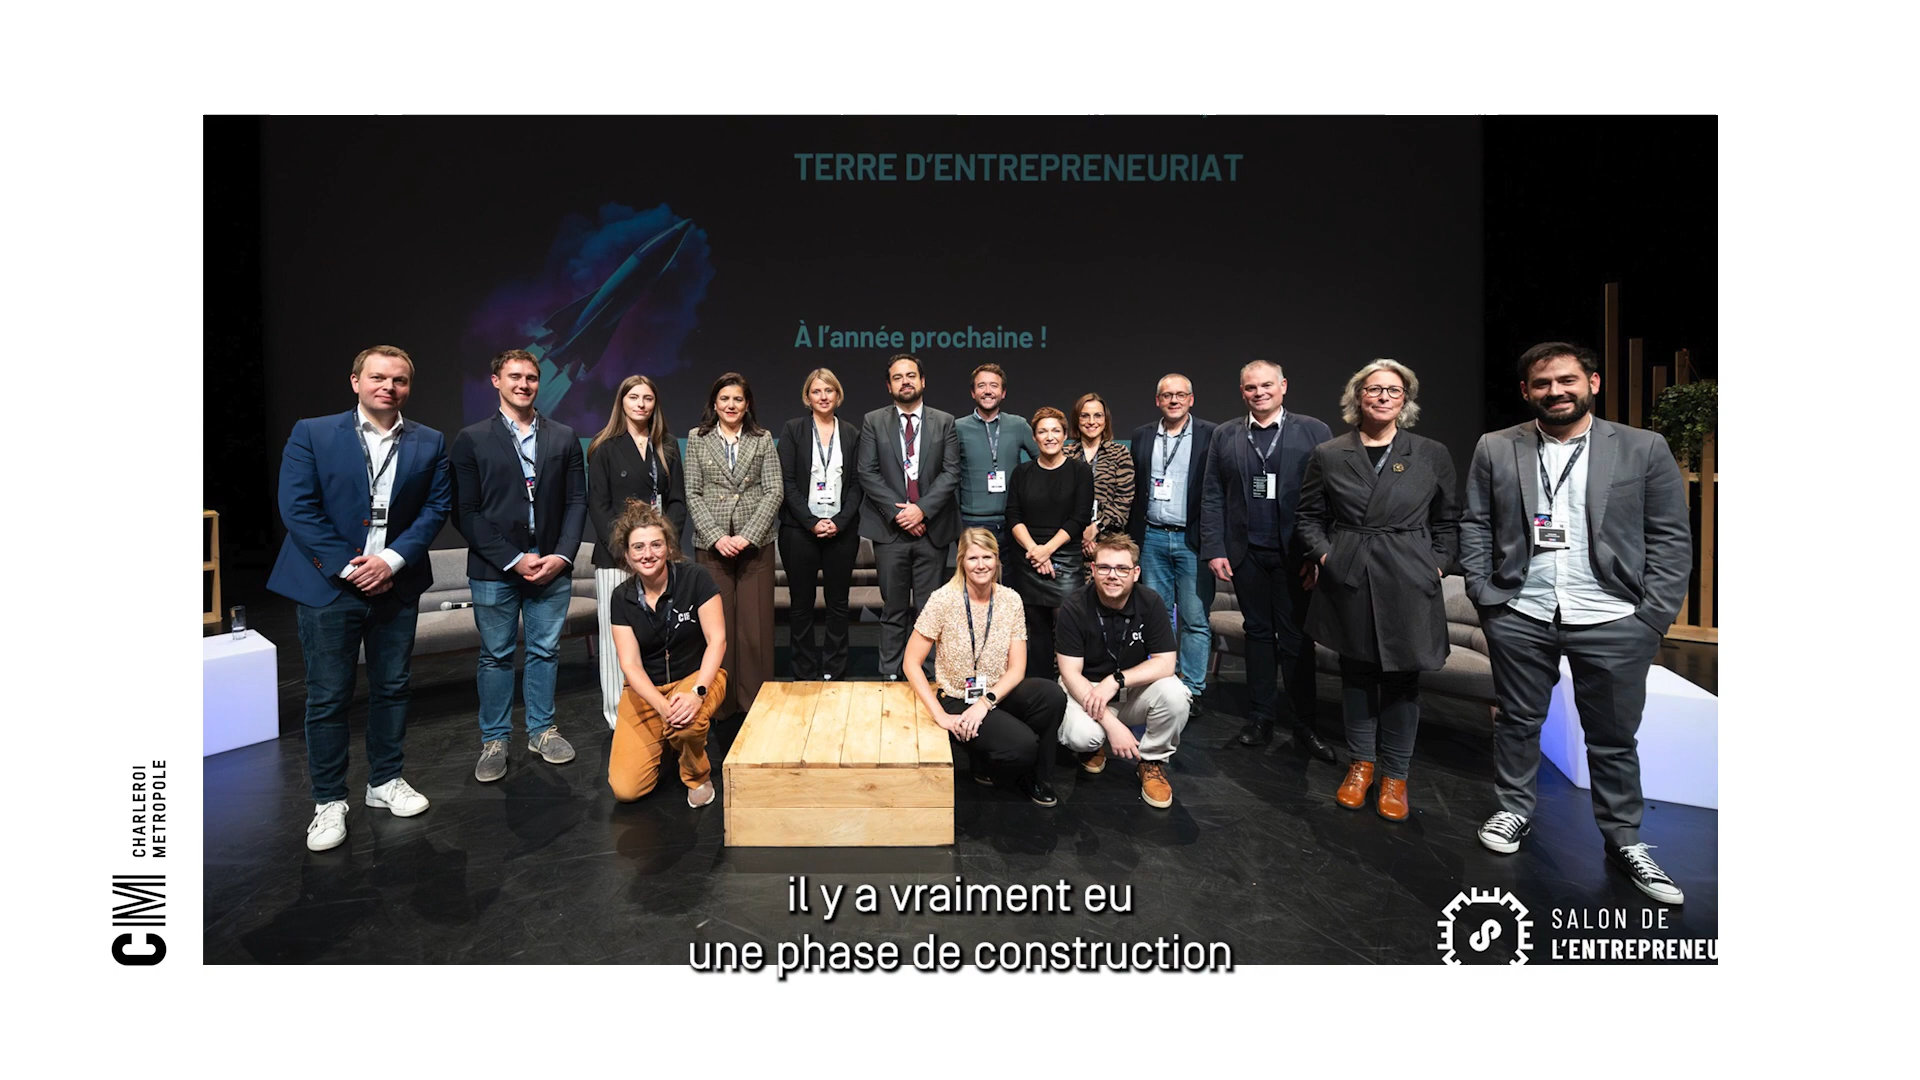 TERRE D'ENTREPRENEURIAT
À l'année prochaine !
CHARLEROI
METROPOLE
CM
il y a vraiment eu
une phase de construction
SALON DE
L'ENTREPRENEU